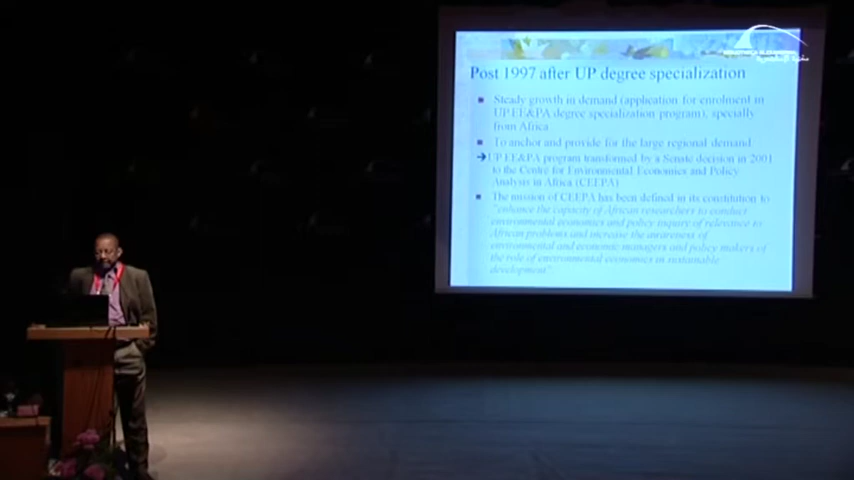 Post 1997 after UP degree specialization
Steady growth in demand (application for enrolment in
UP EE&PA degree specialization program), specially
from Africa
To anchor and provide for the large regional demand
UP EE&PA program transformed by a Senate decision in 2001
to the Centre for Environmental Economics and Policy
Analysis in Africa (CEEPA)
The mission of CEEPA has been defined in its constitution to
"enhance the capacity of African researchers to conduct
environmental economics and policy inquiry of relevance to
African problems and increase the awareness of
environmental and economic managers and policy makers of
the role of environmental economics in sustainable
development"
مكتبة الإسكندرية